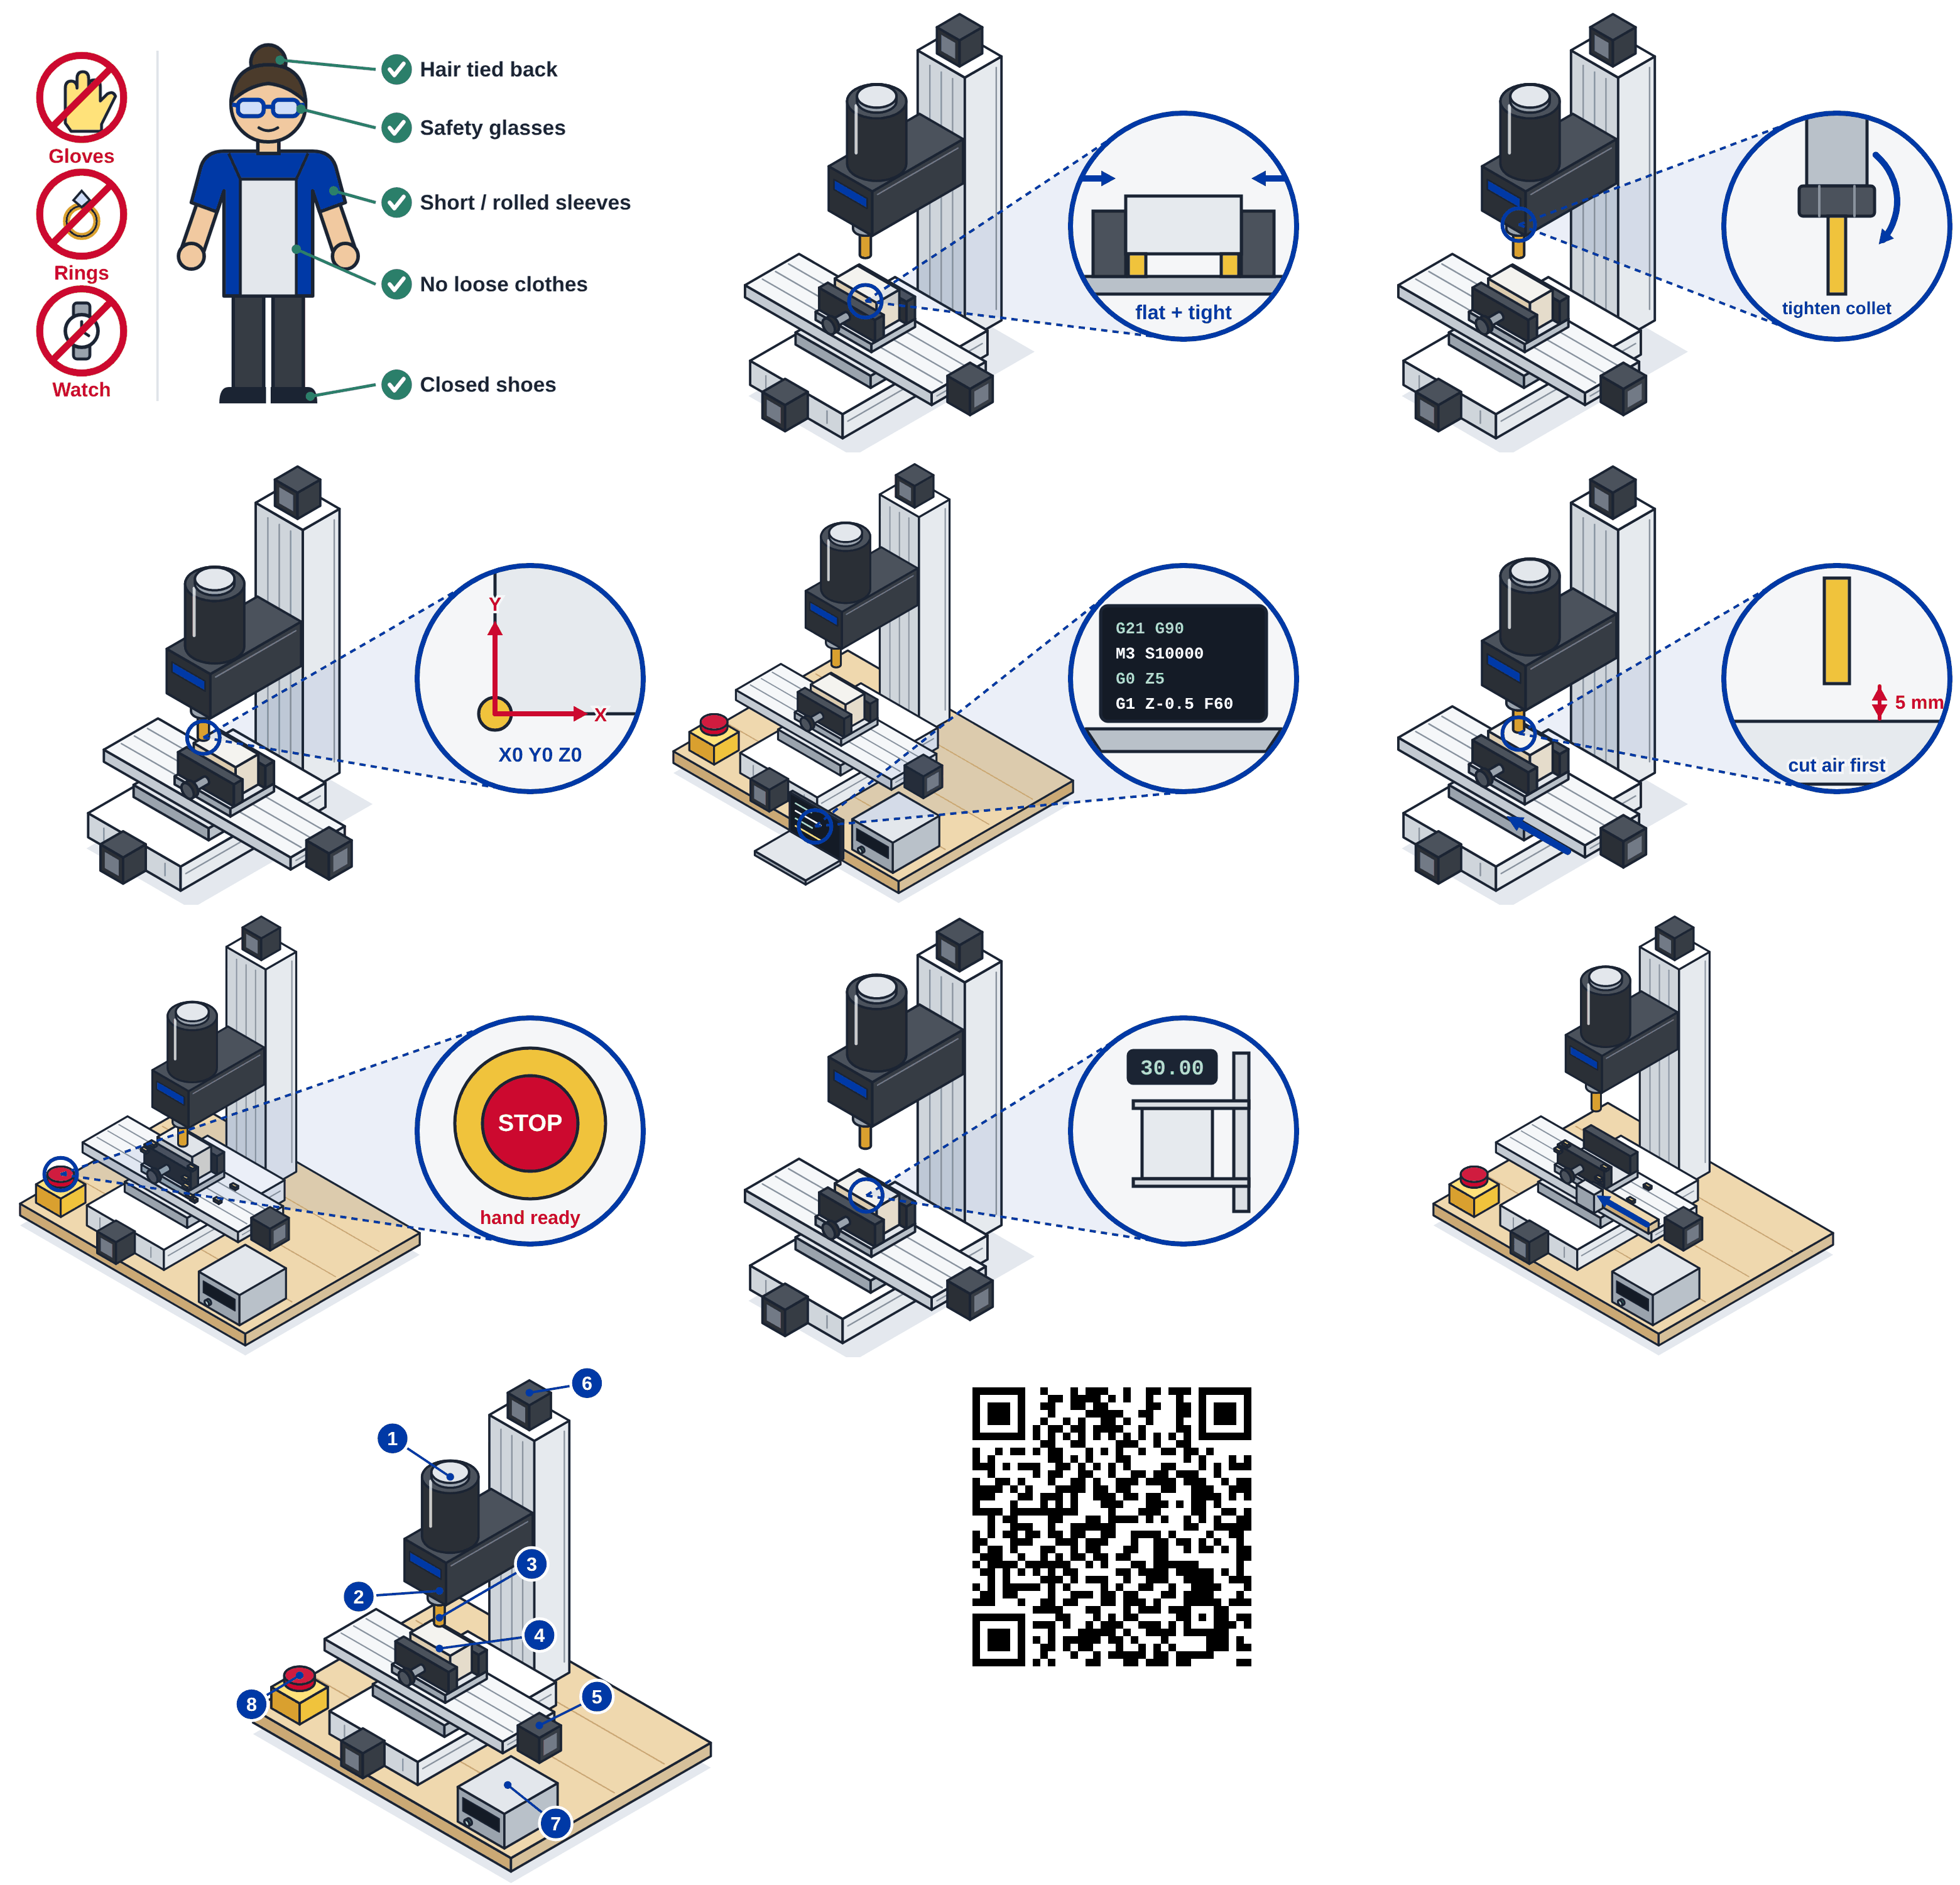 Gloves
Rings
Watch
Hair tied back
Safety glasses
Short / rolled sleeves
No loose clothes
Closed shoes
flat + tight
tighten collet
Y
X
X0 Y0 Z0
G21 G90
M3 S10000
G0 Z5
G1 Z-0.5 F60
5 mm
cut air first
STOP
hand ready
30.00
6
1
3
2
4
5
8
7